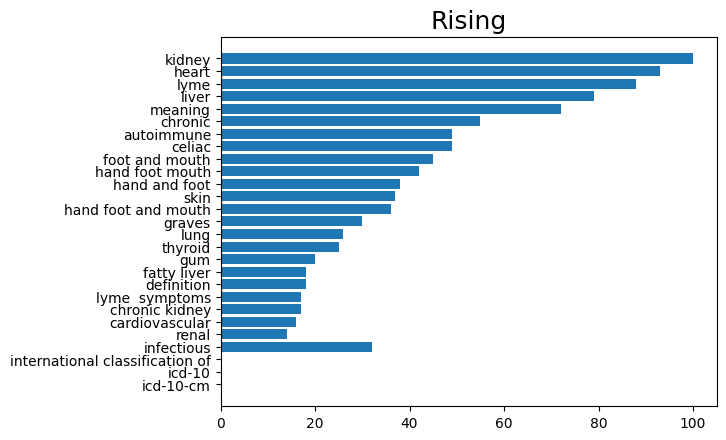 Rising
kidney
heart
lyme
liver
meaning
chronic
autoimmune
celiac
foot and mouth
hand foot mouth
hand and foot
skin
hand foot and mouth
graves
lung
thyroid
gum
fatty liver
definition
lyme  symptoms
chronic kidney
cardiovascular
renal
infectious
international classification of
icd-10
icd-10-cm
0 20 40 60 80 100